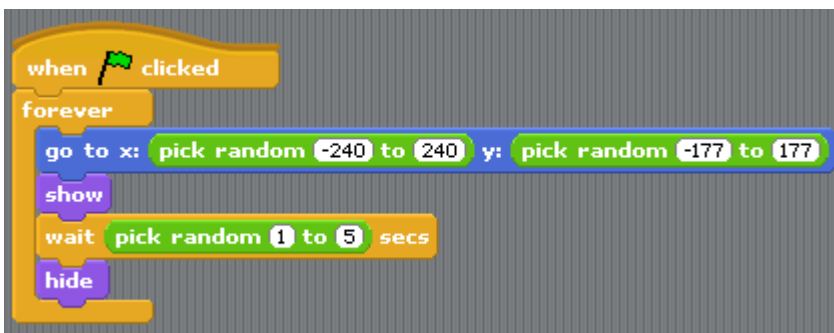 when clicked
forever
go to x: pick random -240 to 240 y: pick random -177 to 177
show
wait pick random 1 to 5 secs
hide